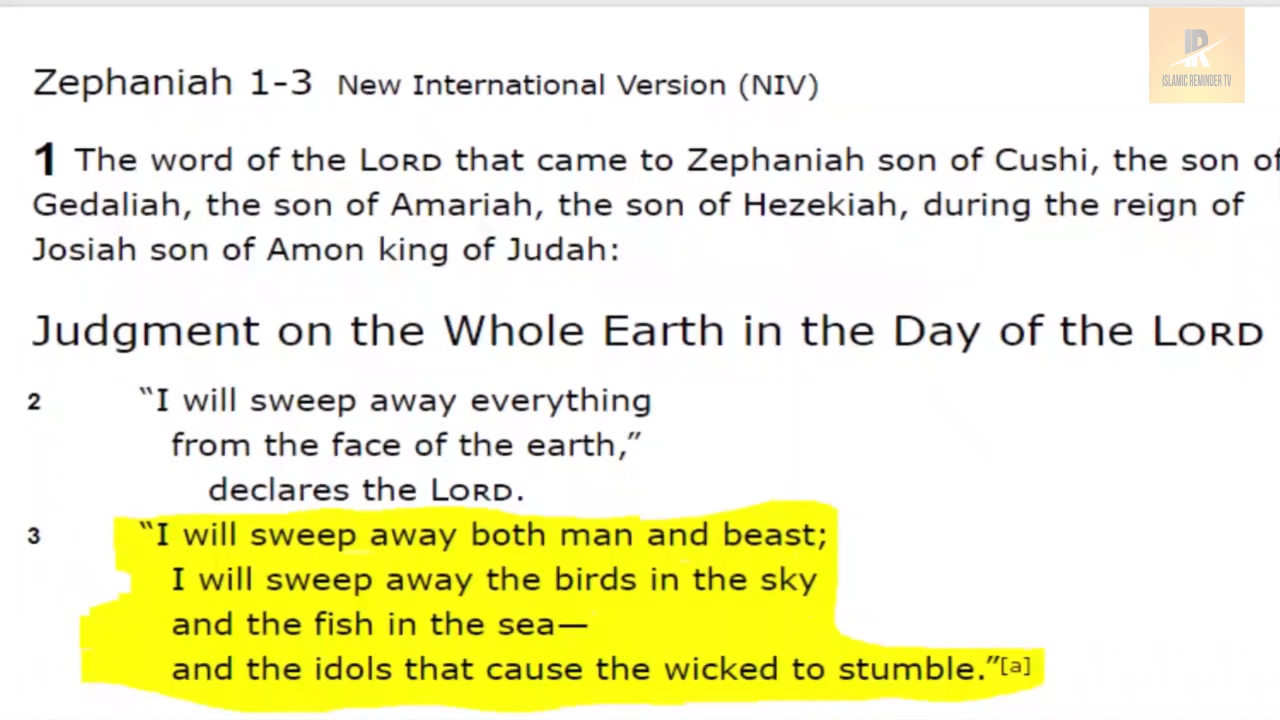 IR
ISLAMIC REMINDER TV
Zephaniah 1-3 New International Version (NIV)
1 The word of the LORD that came to Zephaniah son of Cushi, the son of
Gedaliah, the son of Amariah, the son of Hezekiah, during the reign of
Josiah son of Amon king of Judah:
Judgment on the Whole Earth in the Day of the LORD
2 “I will sweep away everything
from the face of the earth,”
declares the LORD.
3 “I will sweep away both man and beast;
I will sweep away the birds in the sky
and the fish in the sea—
and the idols that cause the wicked to stumble.”[a]